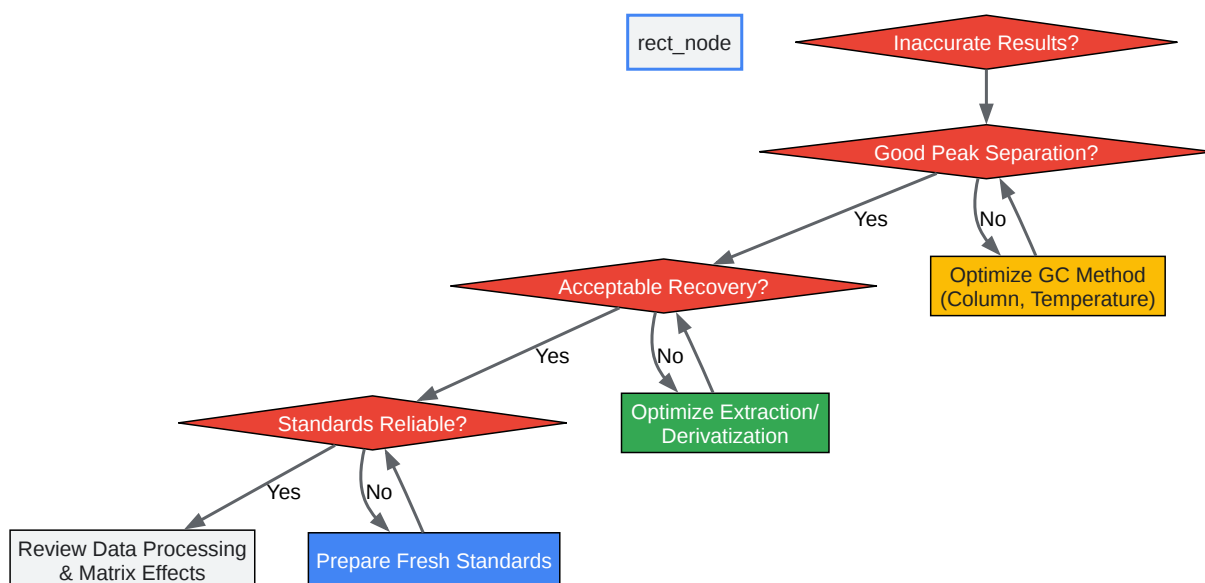 rect_node
Inaccurate Results?
Good Peak Separation?
Yes
No
Optimize GC Method
(Column, Temperature)
Acceptable Recovery?
Yes
No
Optimize Extraction/
Derivatization
Standards Reliable?
Yes
No
Review Data Processing
& Matrix Effects
Prepare Fresh Standards